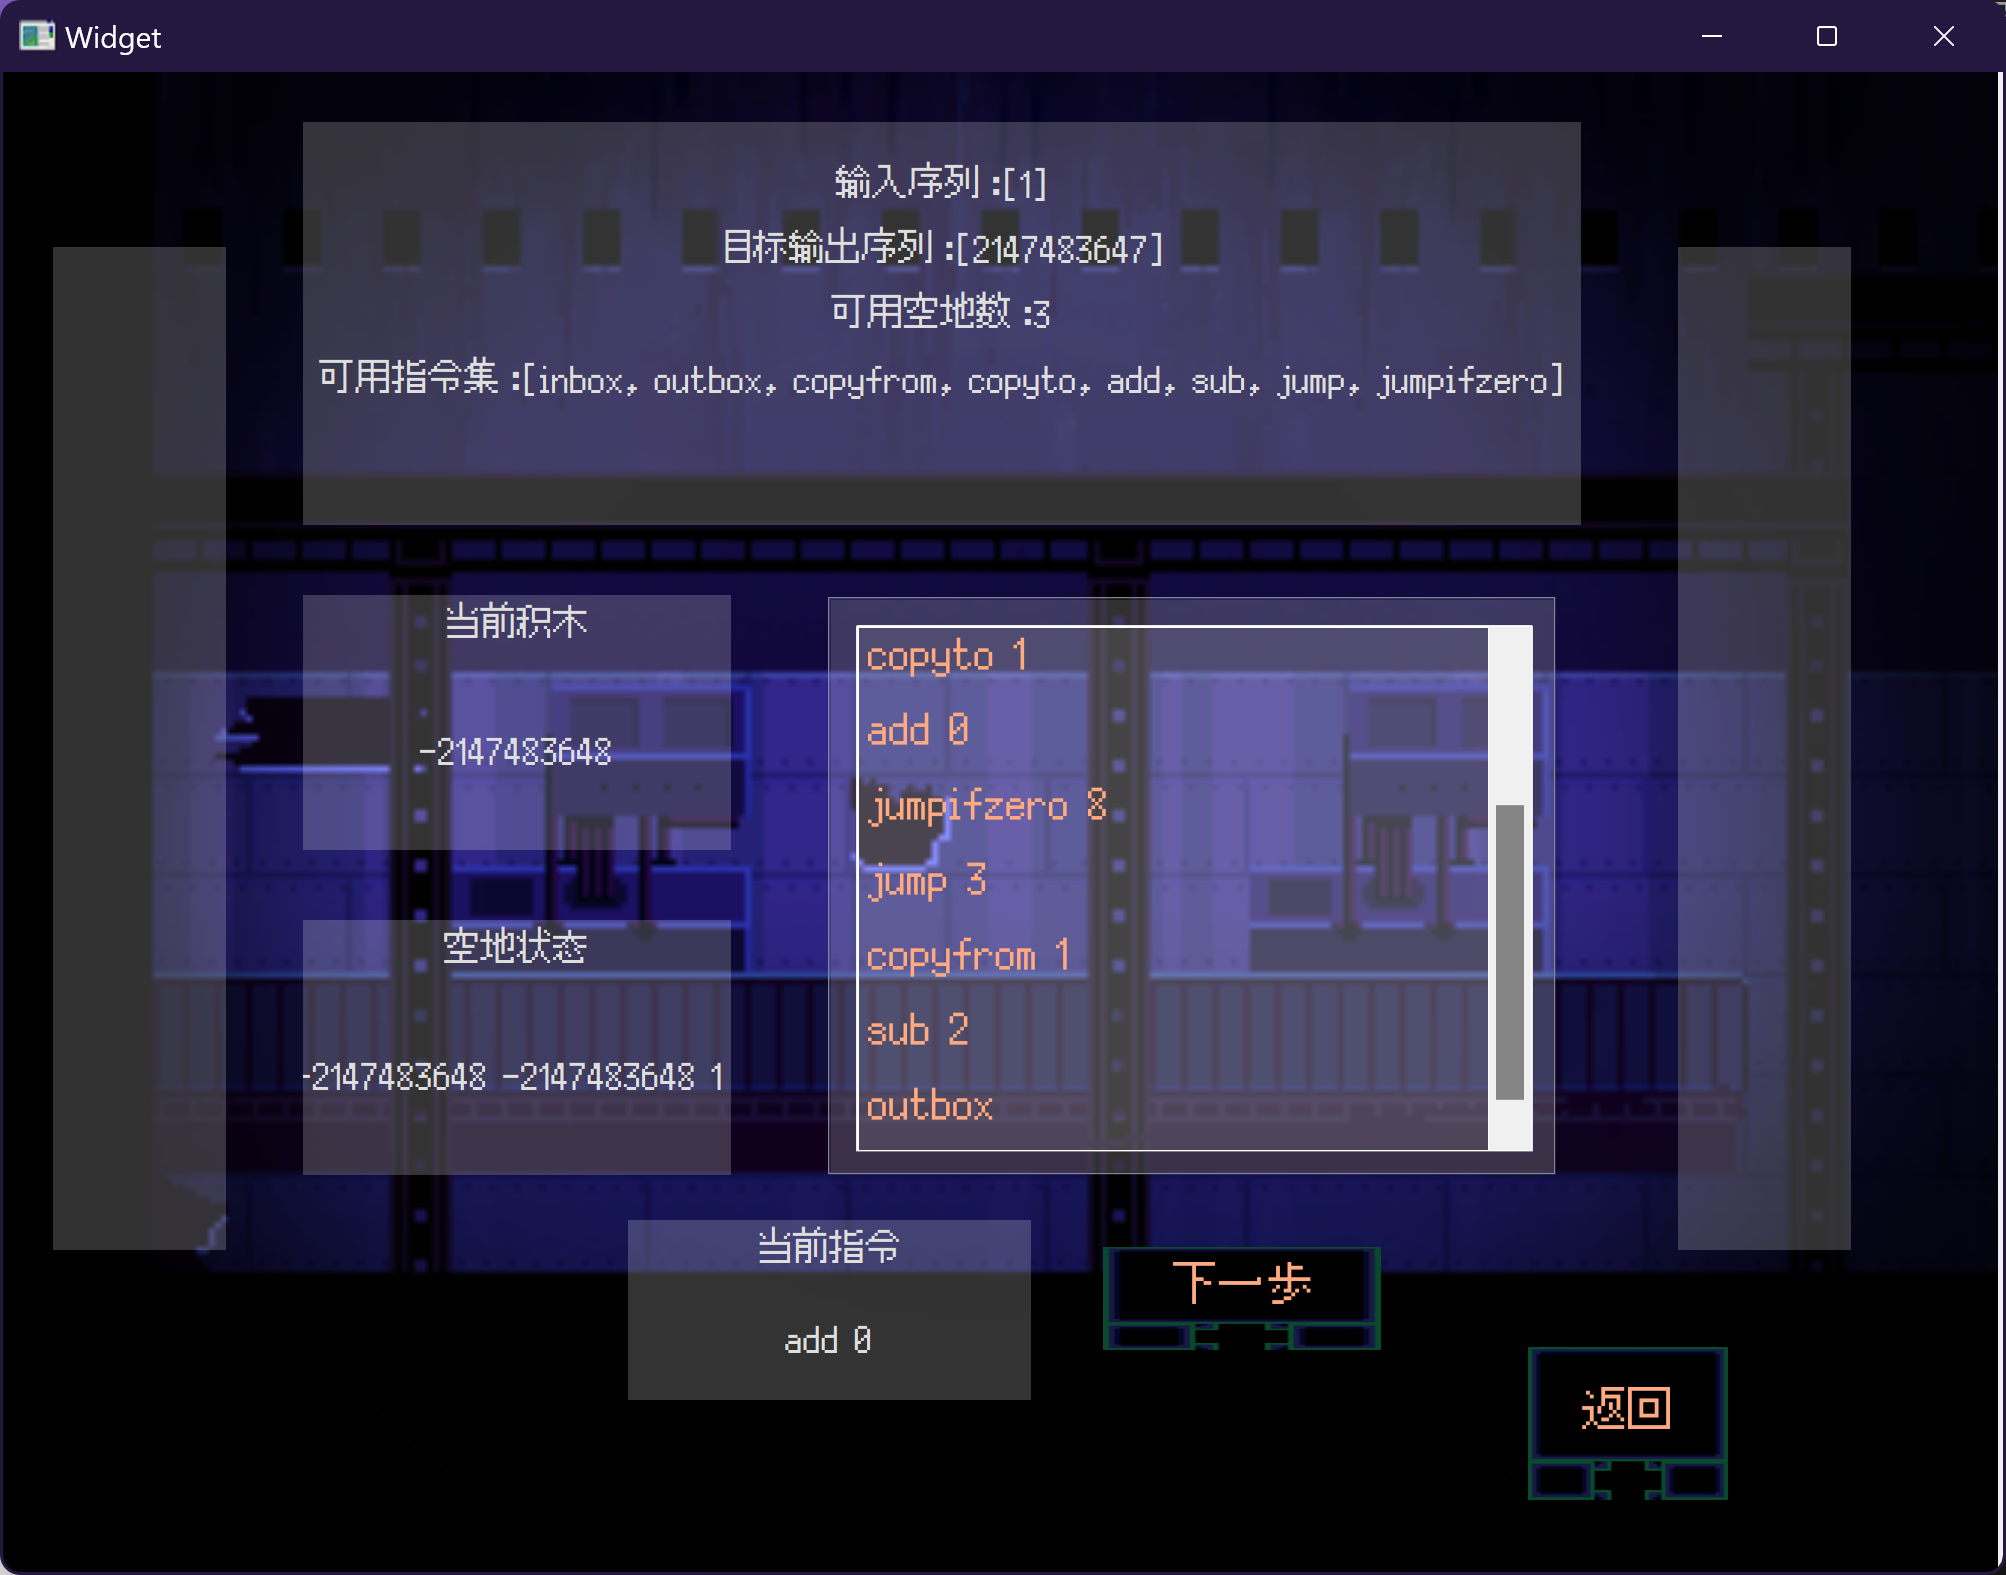 Widget
输入序列 :[1]
目标输出序列 :[2147483647]
可用空地数 :3
可用指令集 :[inbox, outbox, copyfrom, copyto, add, sub, jump, jumpifzero]
当前积木
-2147483648
空地状态
-2147483648 -2147483648 1
copyto 1
add 0
jumpifzero 8
jump 3
copyfrom 1
sub 2
outbox
当前指令
add 0
下一步
返回